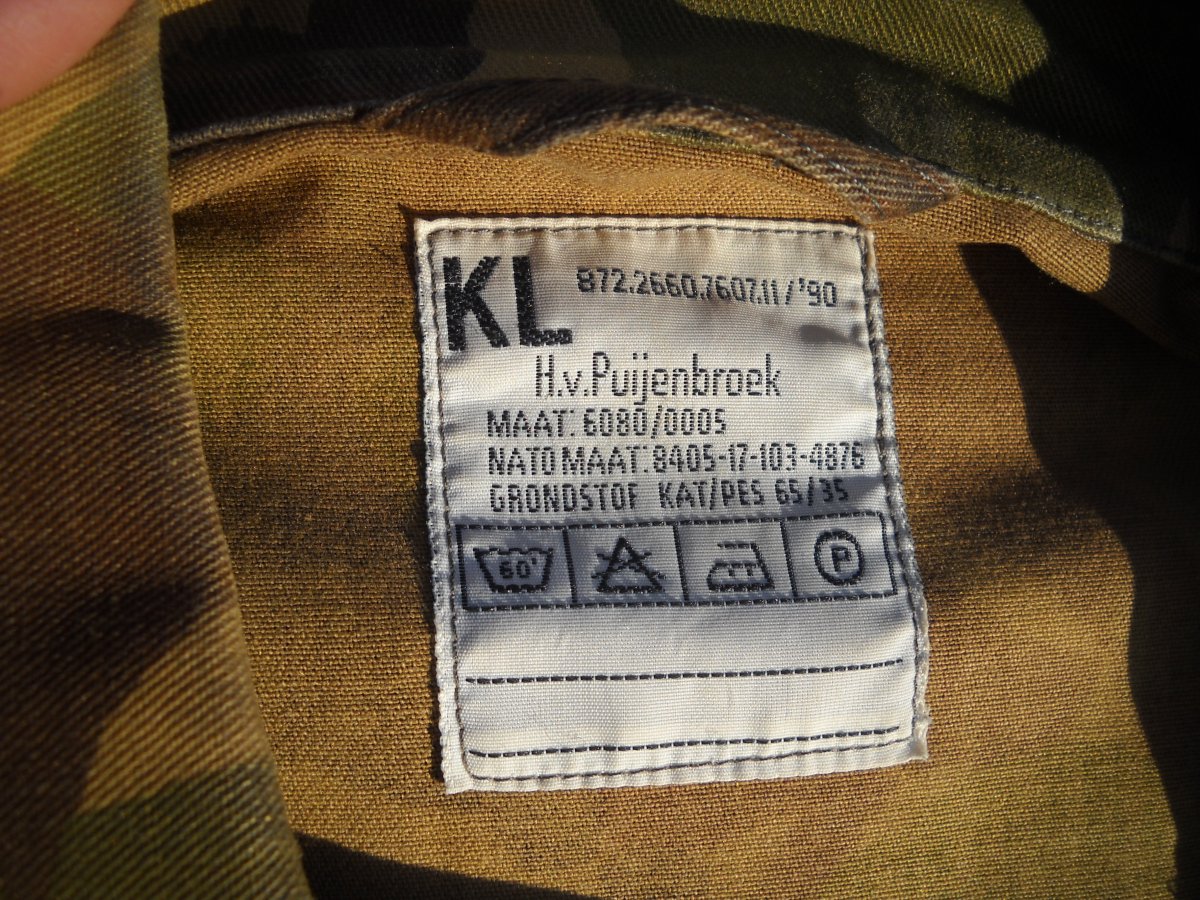 KL 872.2660.7607.11/'90
H.v.Puijenbroek
MAAT: 6080/0005
NATO MAAT: 8405-17-103-4876
GRONDSTOF KAT/PES 65/35
60° P